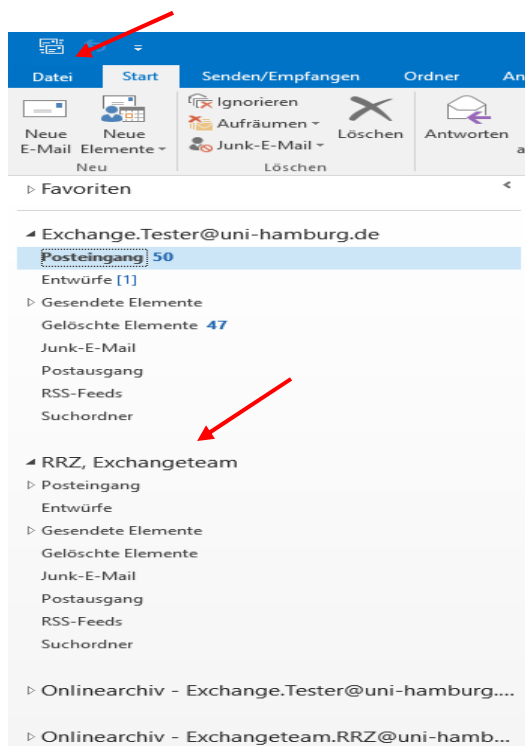 Datei Start Senden/Empfangen Ordner An
Neue E-Mail
Neue Elemente
Ignorieren
Aufräumen
Junk-E-Mail
Löschen
Antworten
a
Neu Löschen
Favoriten
Exchange.Tester@uni-hamburg.de
Posteingang 50
Entwürfe [1]
Gesendete Elemente
Gelöschte Elemente 47
Junk-E-Mail
Postausgang
RSS-Feeds
Suchordner
RRZ, Exchangeteam
Posteingang
Entwürfe
Gesendete Elemente
Gelöschte Elemente
Junk-E-Mail
Postausgang
RSS-Feeds
Suchordner
Onlinearchiv - Exchange.Tester@uni-hamburg....
Onlinearchiv - Exchangeteam.RRZ@uni-hamb...